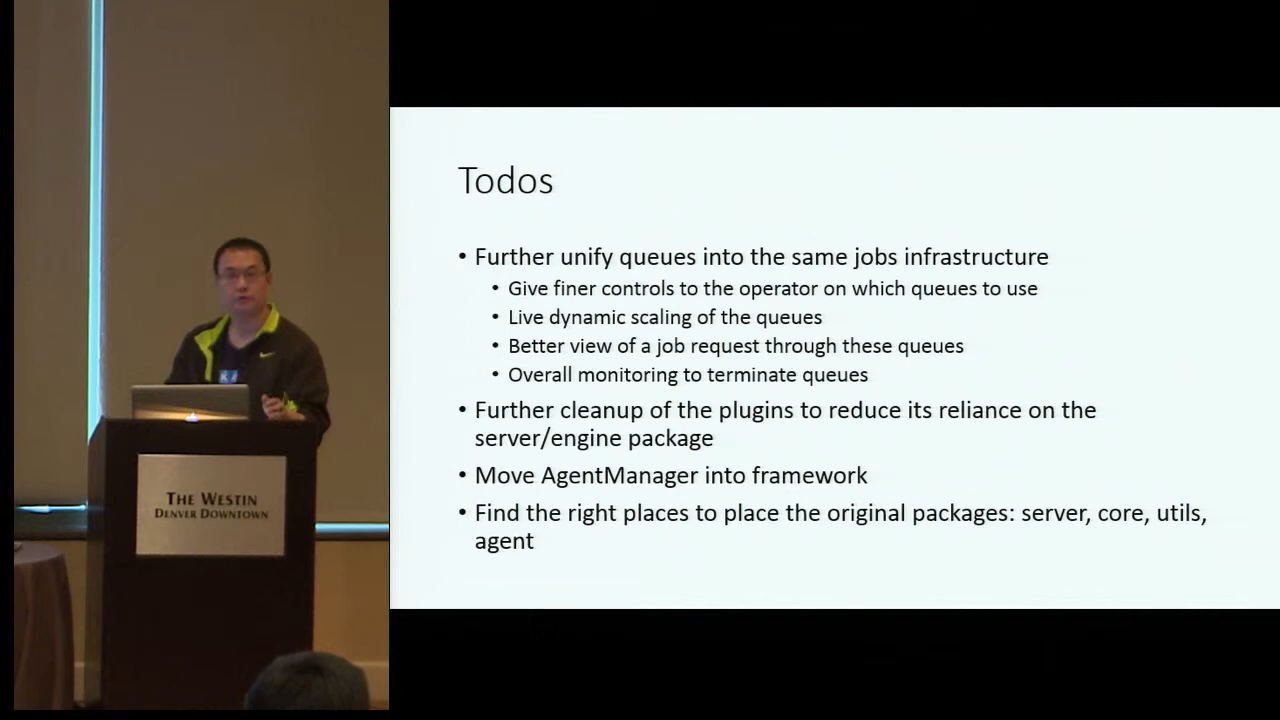 Todos
• Further unify queues into the same jobs infrastructure
• Give finer controls to the operator on which queues to use
• Live dynamic scaling of the queues
• Better view of a job request through these queues
• Overall monitoring to terminate queues
• Further cleanup of the plugins to reduce its reliance on the
server/engine package
• Move AgentManager into framework
• Find the right places to place the original packages: server, core, utils,
agent
THE WESTIN
DENVER DOWNTOWN